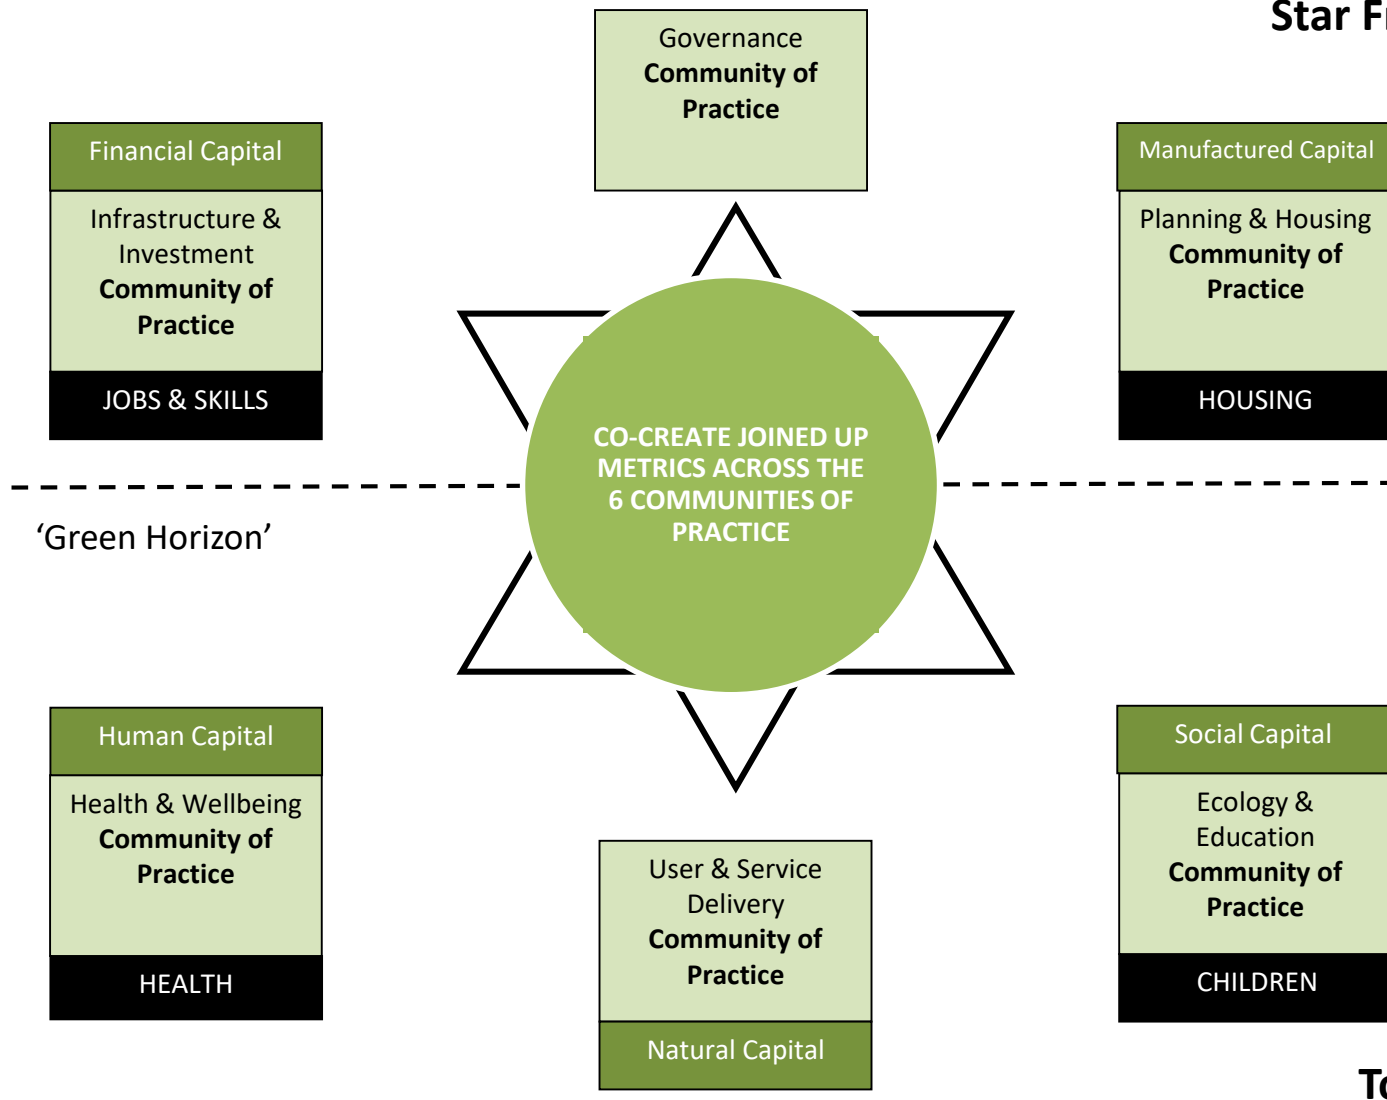 Star
Governance
Community of
Practice
Financial Capital
Infrastructure &
Investment
Community of
Practice
JOBS & SKILLS
Manufactured Capital
Planning & Housing
Community of
Practice
HOUSING
CO-CREATE JOINED UP
METRICS ACROSS THE
6 COMMUNITIES OF
PRACTICE
‘Green Horizon’
Human Capital
Health & Wellbeing
Community of
Practice
HEALTH
User & Service
Delivery
Community of
Practice
Natural Capital
Social Capital
Ecology &
Education
Community of
Practice
CHILDREN